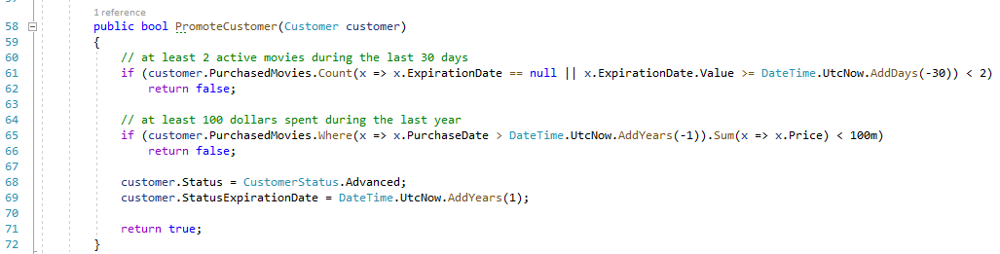 57
1 reference
58 public bool PromoteCustomer(Customer customer)
59 {
60 // at least 2 active movies during the last 30 days
61 if (customer.PurchasedMovies.Count(x => x.ExpirationDate == null || x.ExpirationDate.Value >= DateTime.UtcNow.AddDays(-30)) < 2)
62 return false;
63
64 // at least 100 dollars spent during the last year
65 if (customer.PurchasedMovies.Where(x => x.PurchaseDate > DateTime.UtcNow.AddYears(-1)).Sum(x => x.Price) < 100m)
66 return false;
67
68 customer.Status = CustomerStatus.Advanced;
69 customer.StatusExpirationDate = DateTime.UtcNow.AddYears(1);
70
71 return true;
72 }